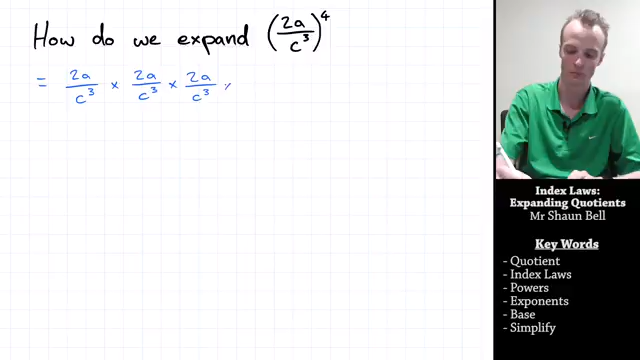 How do we expand (2a/c³)⁴
= 2a/c³ × 2a/c³ × 2a/c³ ×
Index Laws:
Expanding Quotients
Mr Shaun Bell
Key Words
- Quotient
- Index Laws
- Powers
- Exponents
- Base
- Simplify